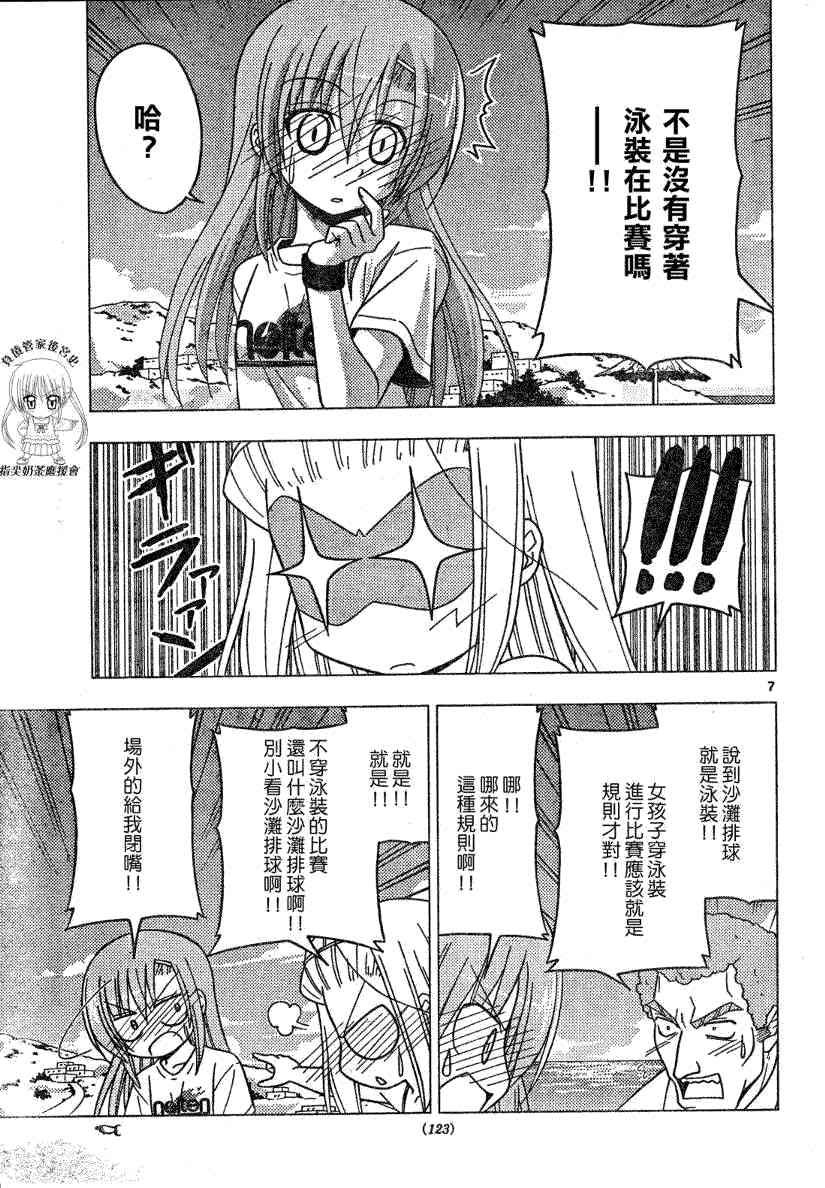 不是沒有穿著
泳裝在比賽嗎
——!!
哈?
負債管家後宮史
指尖奶茶應援會
noiton
!!!
ギラァァン
7
說到沙灘排球
就是泳裝!!
女孩子穿泳裝
進行比賽應該就是
規則才對!!
哪!!
哪來的
這種規則啊!!
就是!!
就是!!
不穿泳裝的比賽
還叫什麼沙灘排球啊!!
別小看沙灘排球啊!!
場外的給我閉
嘴!!
noiton
(123)